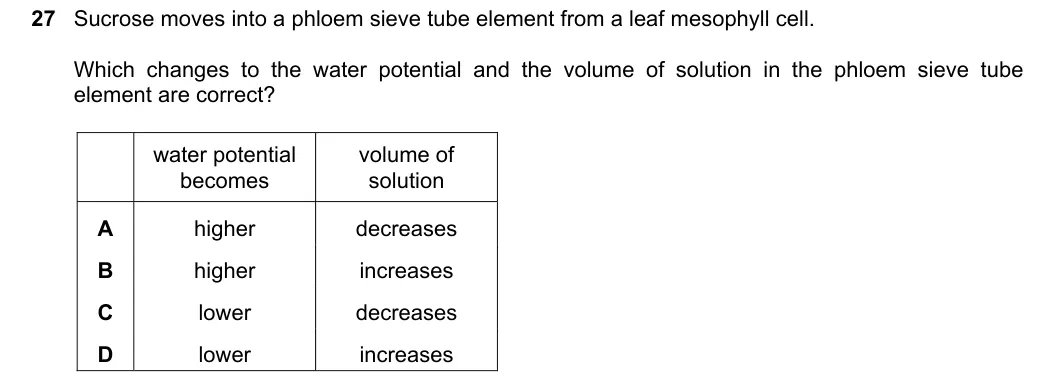 27 Sucrose moves into a phloem sieve tube element from a leaf mesophyll cell.
Which changes to the water potential and the volume of solution in the phloem sieve tube
element are correct?
water potential becomes volume of solution
A higher decreases
B higher increases
C lower decreases
D lower increases